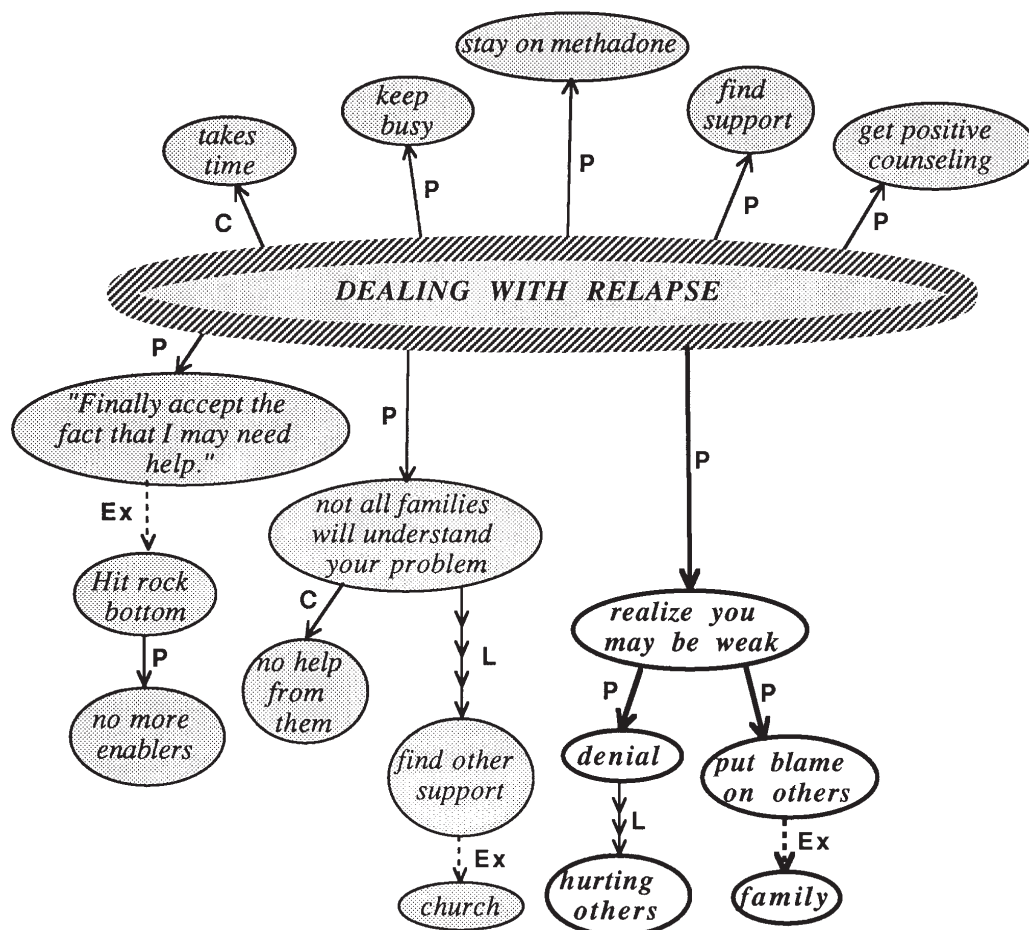 stay on methadone
keep
busy
find
support
takes
time
get positive
counseling
P
P
P
P
C
DEALING WITH RELAPSE
P
"Finally accept the
fact that I may need
help."
P
P
Ex
not all families
will understand
your problem
Hit rock
bottom
C
L
realize you
may be weak
P
no help
from
them
P
P
no more
enablers
find other
support
denial
put blame
on others
L
Ex
Ex
church
hurting
others
family